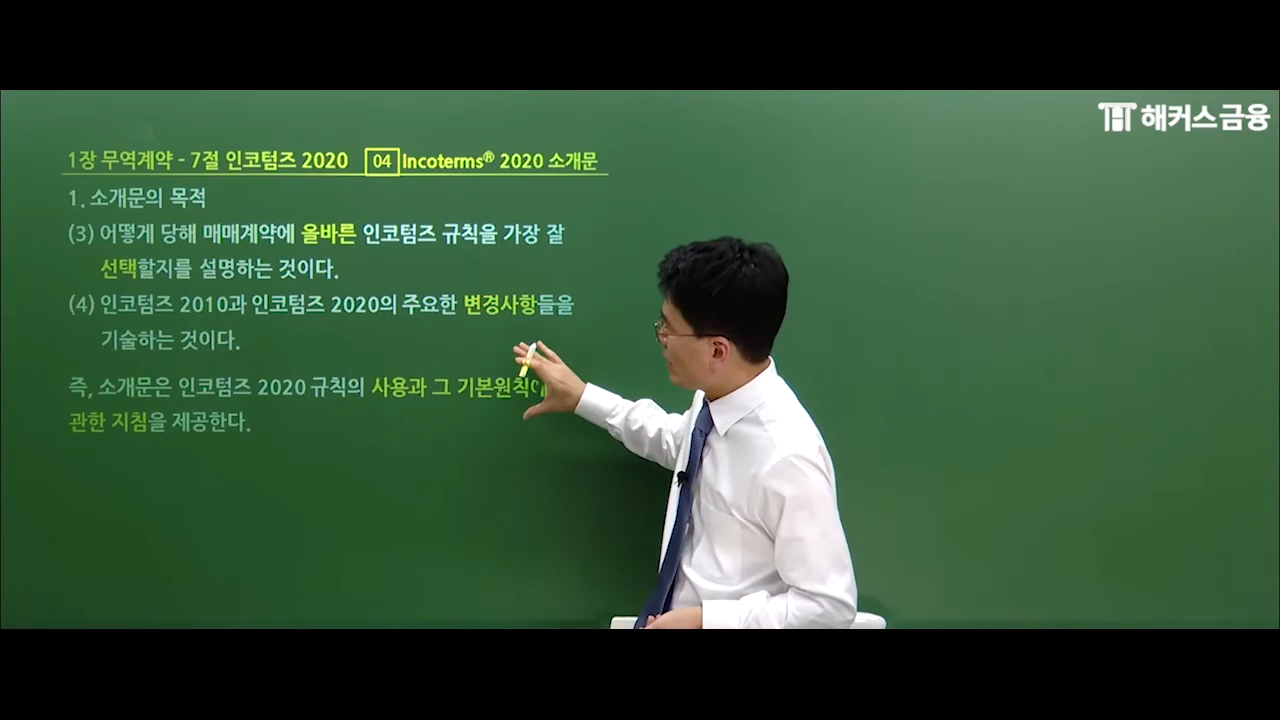 해커스금융
1장 무역계약 - 7절 인코텀즈 2020 04 Incoterms® 2020 소개문
1. 소개문의 목적
(3) 어떻게 당해 매매계약에 올바른 인코텀즈 규칙을 가장 잘
선택할지를 설명하는 것이다.
(4) 인코텀즈 2010과 인코텀즈 2020의 주요한 변경사항들을
기술하는 것이다.
즉, 소개문은 인코텀즈 2020 규칙의 사용과 그 기본원칙에
관한 지침을 제공한다.